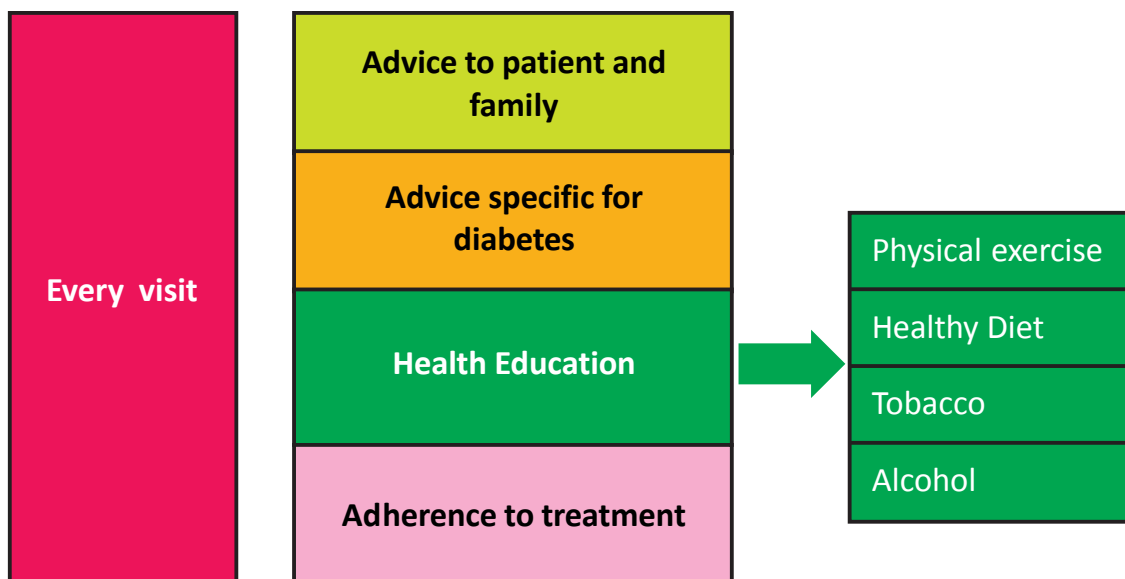 Every visit
Advice to patient and
family
Advice specific for
diabetes
Health Education
Adherence to treatment
Physical exercise
Healthy Diet
Tobacco
Alcohol